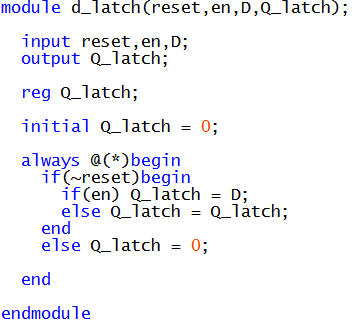 module d_latch(reset,en,D,Q_latch);
input reset,en,D;
output Q_latch;
reg Q_latch;
initial Q_latch = 0;
always @(*)begin
if(~reset)begin
if(en) Q_latch = D;
else Q_latch = Q_latch;
end
else Q_latch = 0;
end
endmodule